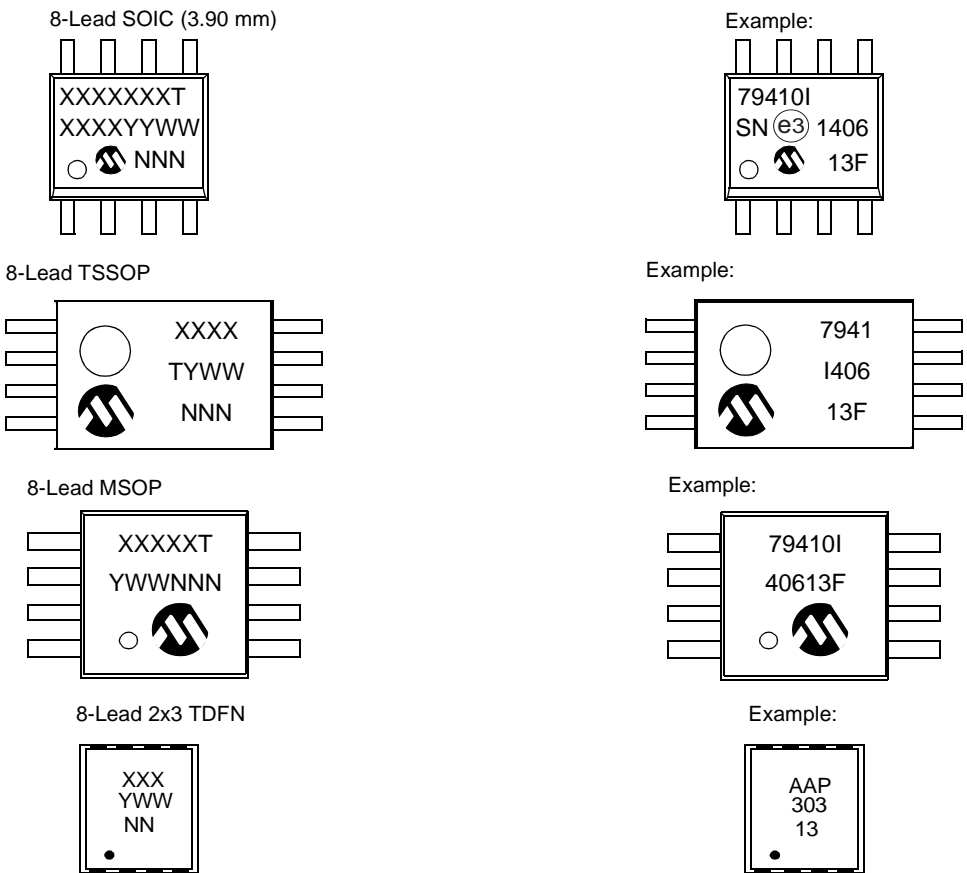 8-Lead SOIC (3.90 mm)
XXXXXXXT
XXXXYYWW
NNN
Example:
79410I
SN e3 1406
13F
8-Lead TSSOP
XXXX
TYWW
NNN
Example:
7941
I406
13F
8-Lead MSOP
XXXXXT
YWWNNN
Example:
79410I
40613F
8-Lead 2x3 TDFN
XXX
YWW
NN
Example:
AAP
303
13